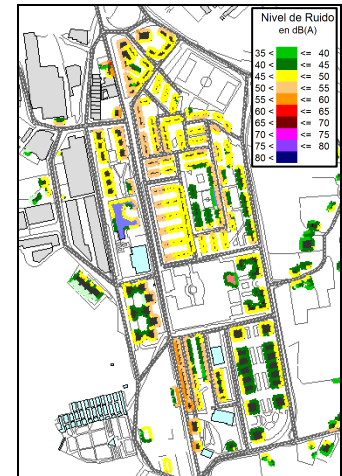 Nivel de Ruido
en dB(A)
35 < <= 40
40 < <= 45
45 < <= 50
50 < <= 55
55 < <= 60
60 < <= 65
65 < <= 70
70 < <= 75
75 < <= 80
80 <